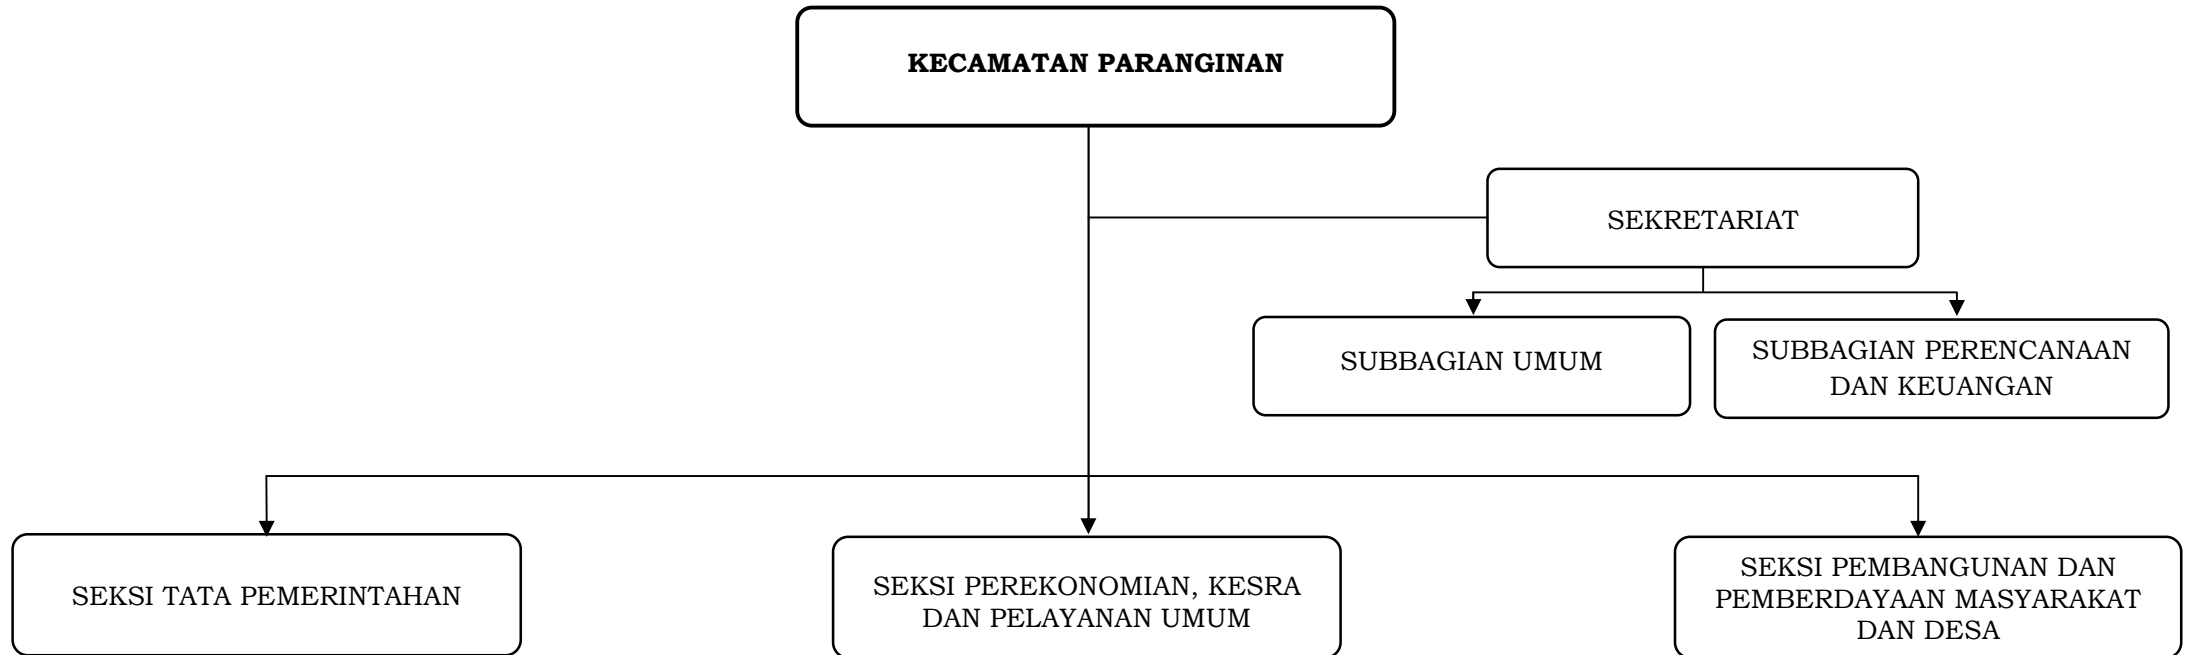 KECAMATAN PARANGINAN
SEKRETARIAT
SUBBAGIAN UMUM
SUBBAGIAN PERENCANAAN
DAN KEUANGAN
SEKSI TATA PEMERINTAHAN
SEKSI PEREKONOMIAN, KESRA
DAN PELAYANAN UMUM
SEKSI PEMBANGUNAN DAN
PEMBERDAYAAN MASYARAKAT
DAN DESA